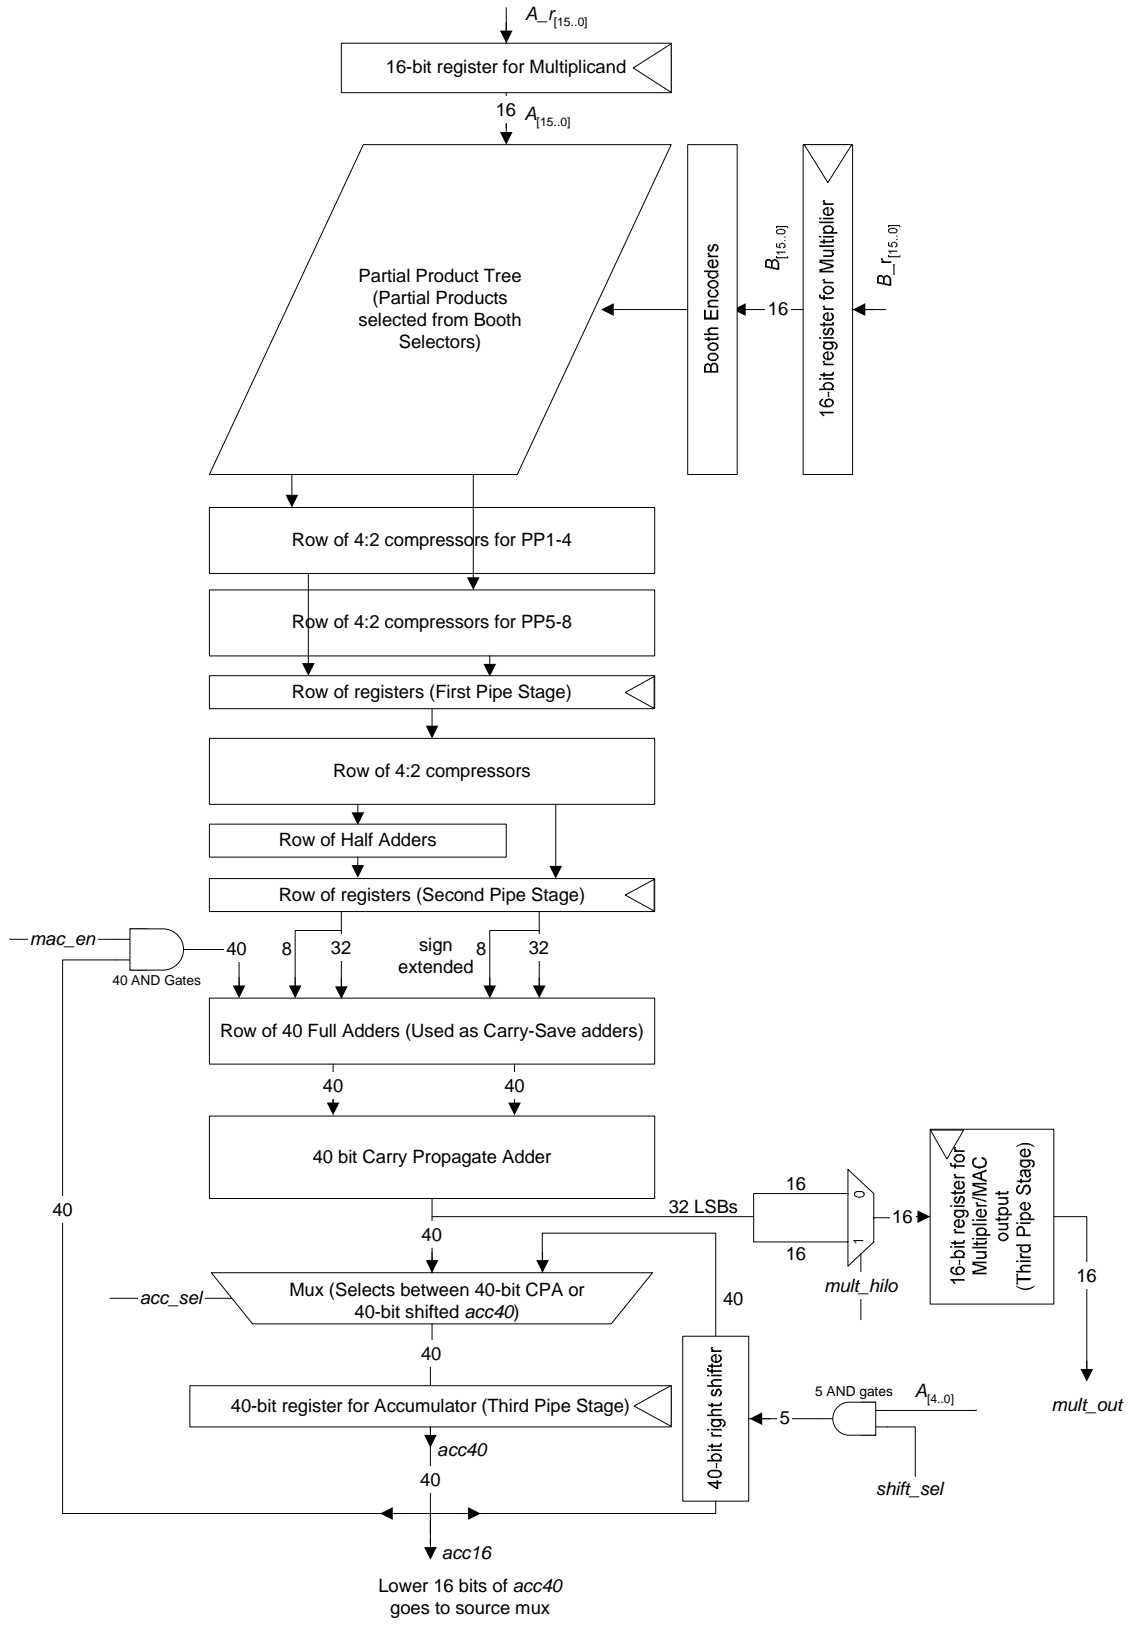 A_r[15..0]
16-bit register for Multiplicand
16
A[15..0]
Partial Product Tree
(Partial Products
selected from Booth
Selectors)
Booth Encoders
B[15..0]
16
16-bit register for Multiplier
B_r[15..0]
Row of 4:2 compressors for PP1-4
Row of 4:2 compressors for PP5-8
Row of registers (First Pipe Stage)
Row of 4:2 compressors
Row of Half Adders
Row of registers (Second Pipe Stage)
mac_en
40 AND Gates
40
8
32
sign
extended
8
32
Row of 40 Full Adders (Used as Carry-Save adders)
40
40
40 bit Carry Propagate Adder
40
40
32 LSBs
16
16
0
1
mult_hilo
16
16-bit register for
Multiplier/MAC
output
(Third Pipe Stage)
16
mult_out
acc_sel
Mux (Selects between 40-bit CPA or
40-bit shifted acc40)
40
40
40-bit register for Accumulator (Third Pipe Stage)
40-bit right shifter
5
5 AND gates
A[4..0]
shift_sel
acc40
40
acc16
Lower 16 bits of acc40
goes to source mux